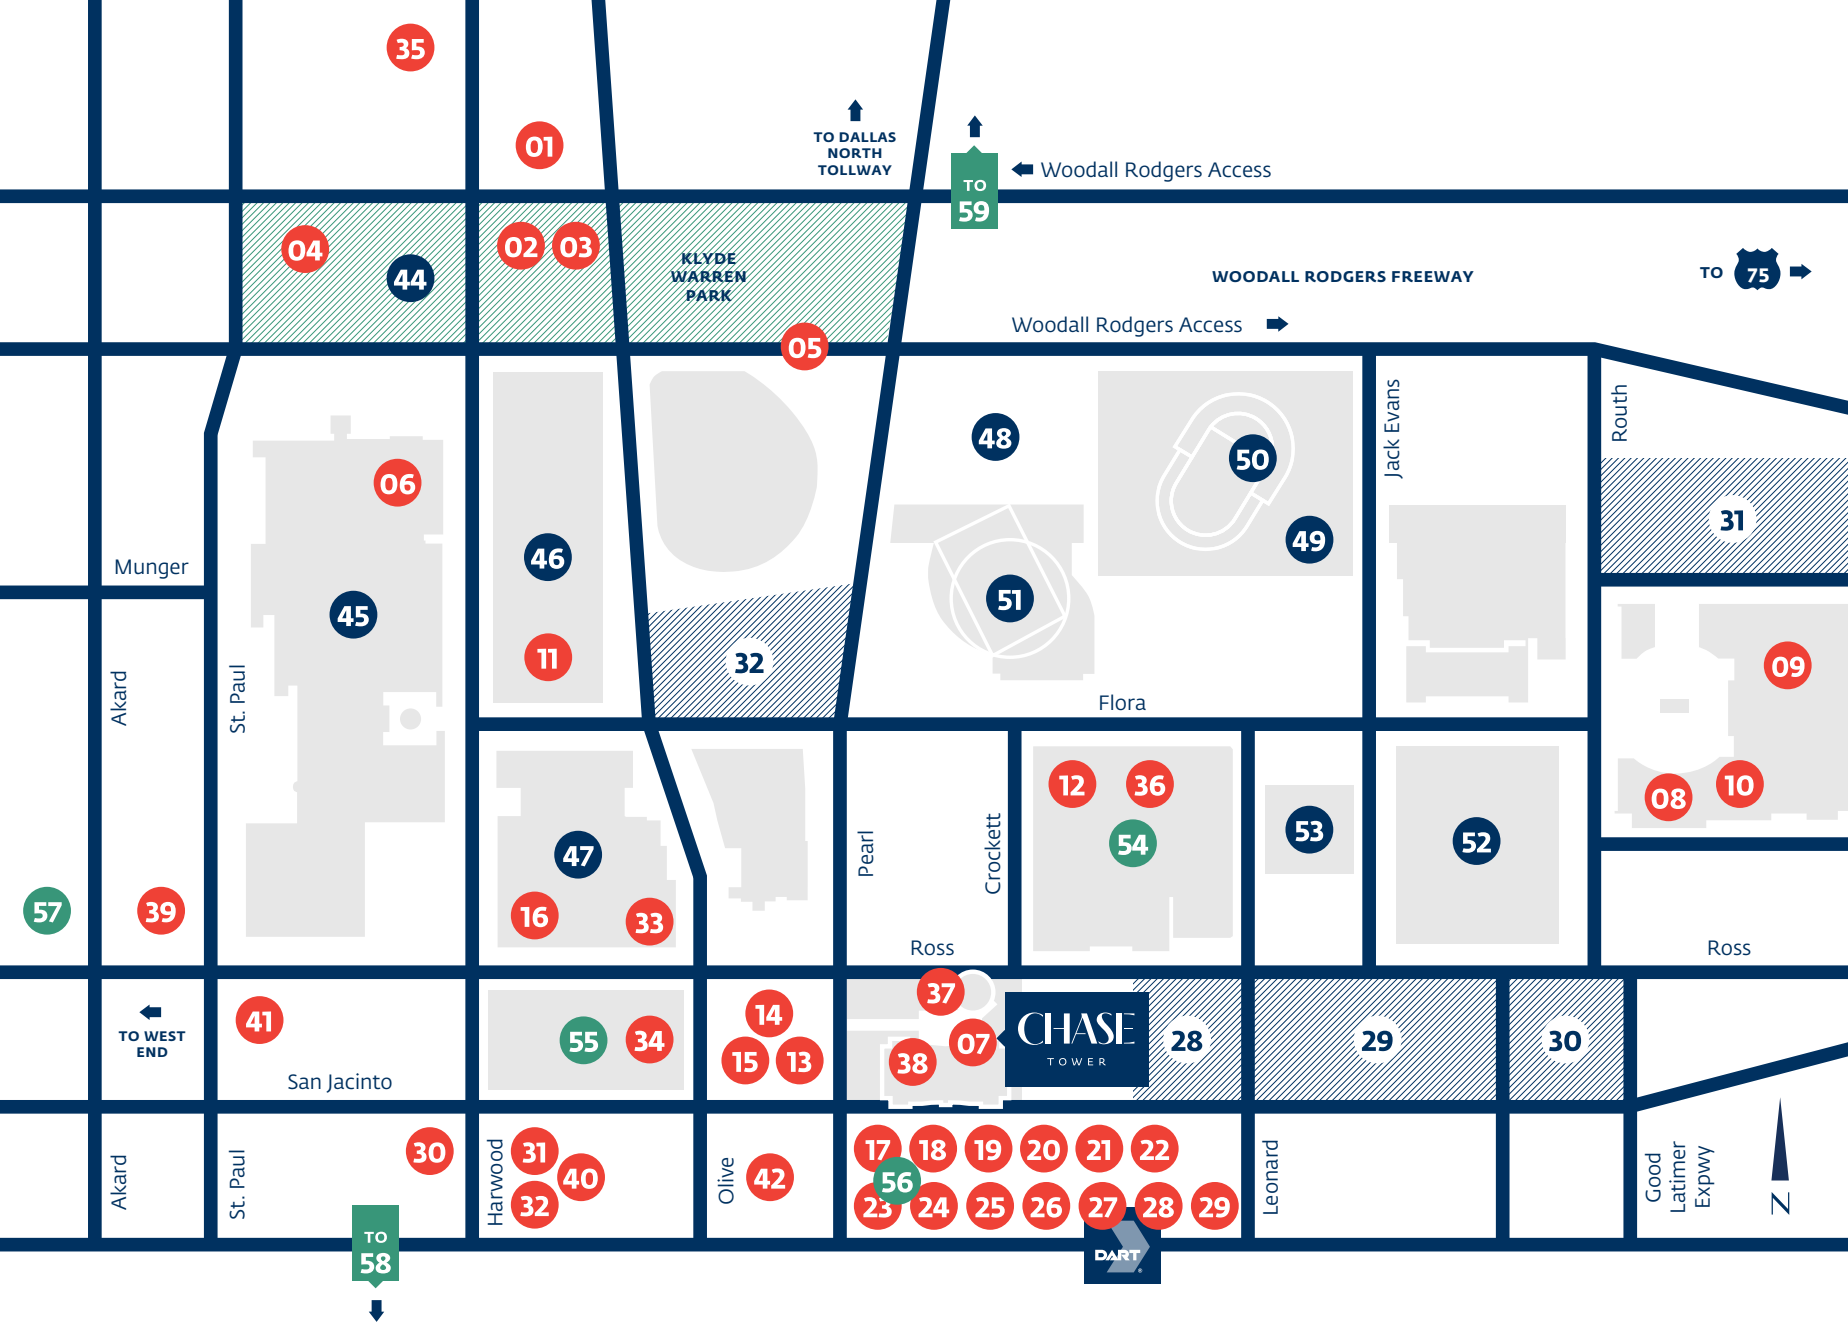 35
01
TO DALLAS
NORTH
TOLLWAY
Woodall Rodgers Access
TO
59
04
44
02
03
KLYDE
WARREN
PARK
WOODALL RODGERS FREEWAY
TO
75
Woodall Rodgers Access
05
Jack Evans
Routh
48
50
49
06
31
46
Munger
45
51
11
32
09
Akard
St. Paul
Flora
12
36
08
10
47
54
53
52
Pearl
Crockett
57
39
16
33
Ross
Ross
TO WEST
END
41
55
34
14
15
13
37
07
38
CHASE
TOWER
28
29
30
San Jacinto
Akard
St. Paul
30
Harwood
31
40
32
Olive
42
17
18
19
20
21
22
56
23
24
25
26
27
28
29
Leonard
Good
Latimer
Expwy
N
TO
58
DART